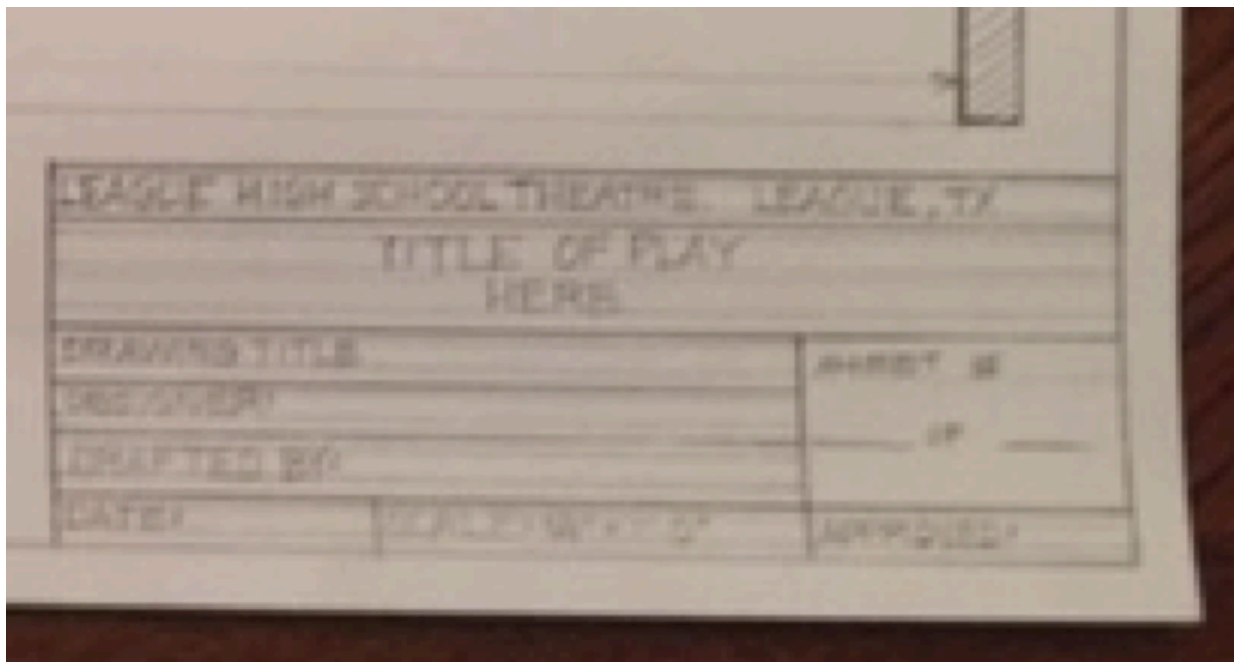 LEAGUE HIGH SCHOOL THEATRE LEAGUE, TX
TITLE OF PLAY
HERE
DRAWING TITLE
SHEET #
DESIGNER:
OF
DRAFTED BY:
DATE:
SCALE:
APPROVED: